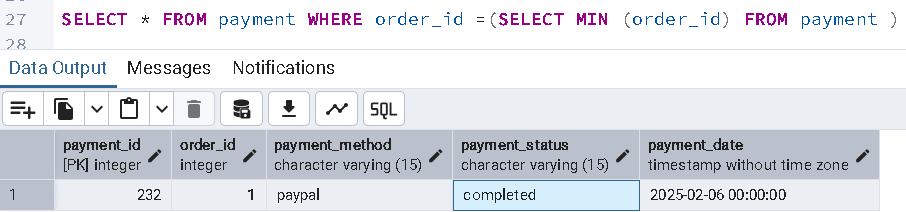 27 SELECT * FROM payment WHERE order_id =(SELECT MIN (order_id) FROM payment )
28
Data Output Messages Notifications
SQL
payment_id order_id payment_method payment_status payment_date
[PK] integer integer character varying (15) character varying (15) timestamp without time zone
1 232 1 paypal completed 2025-02-06 00:00:00